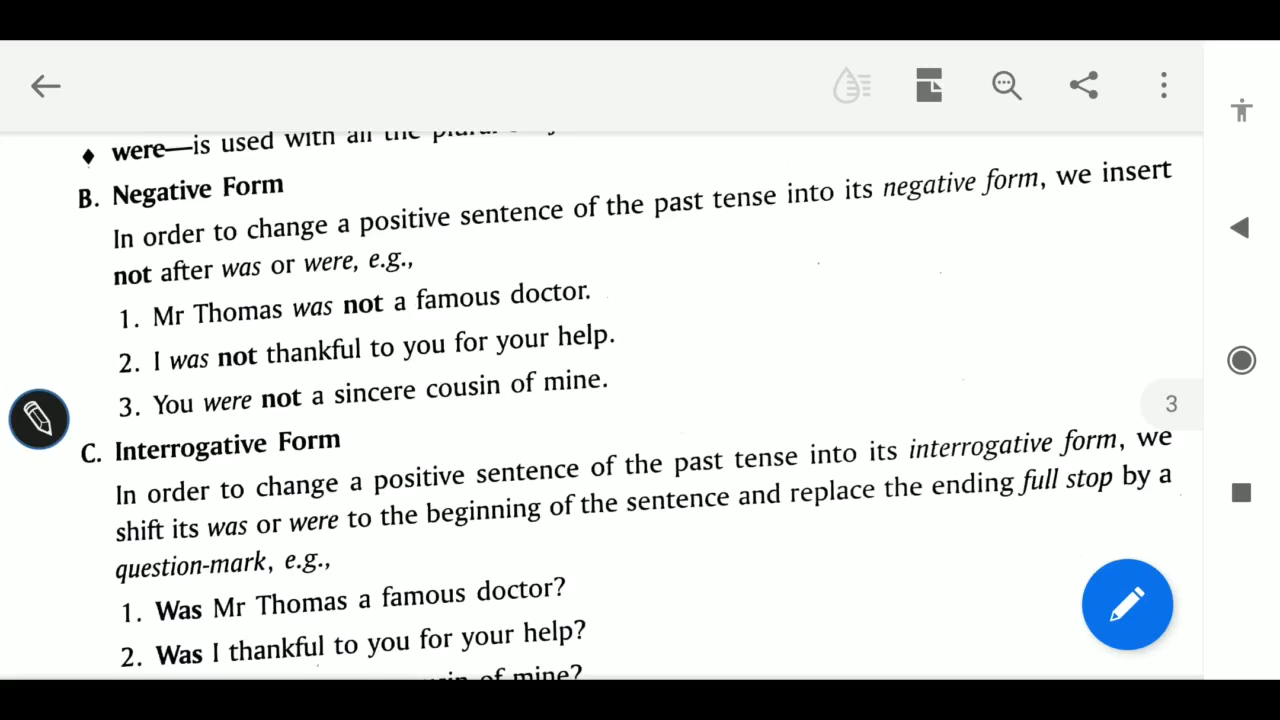 ♦ were—is used with all the
B. Negative Form
In order to change a positive sentence of the past tense into its negative form, we insert
not after was or were, e.g.,
1. Mr Thomas was not a famous doctor.
2. I was not thankful to you for your help.
3. You were not a sincere cousin of mine.
3
C. Interrogative Form
In order to change a positive sentence of the past tense into its interrogative form, we
shift its was or were to the beginning of the sentence and replace the ending full stop by a
question-mark, e.g.,
1. Was Mr Thomas a famous doctor?
2. Was I thankful to you for your help?
of mine?